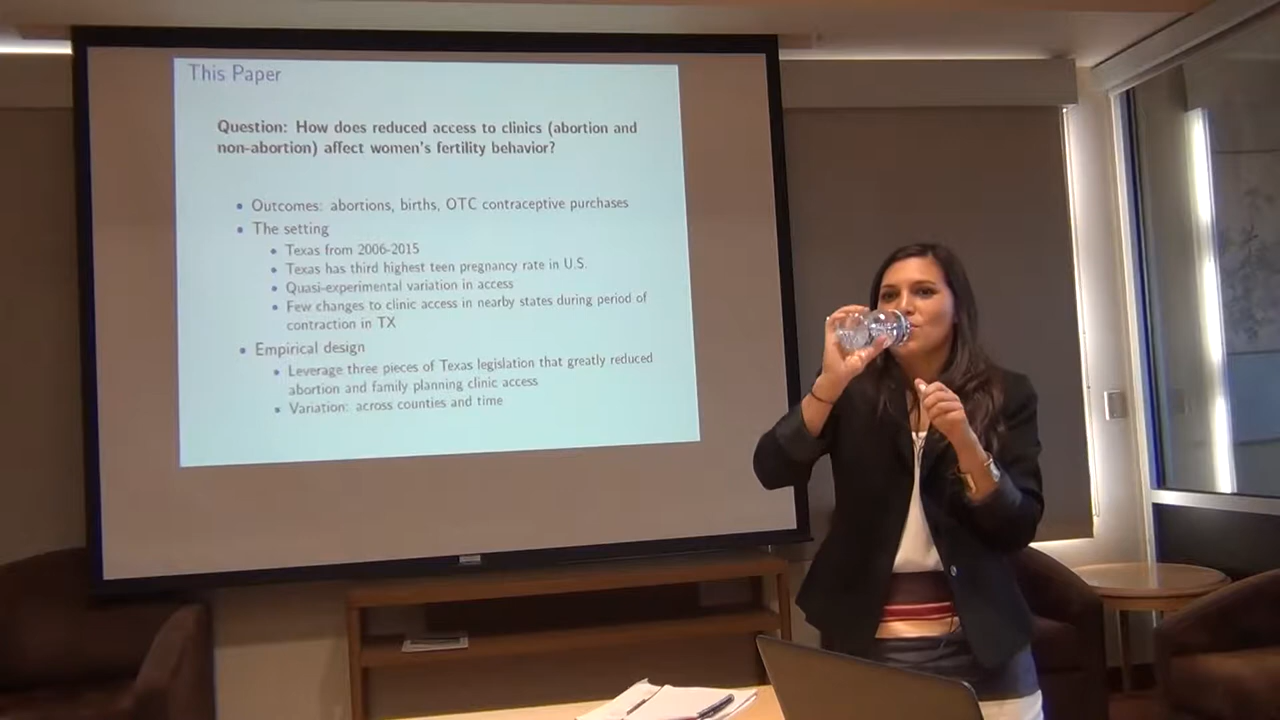 This Paper
Question: How does reduced access to clinics (abortion and
non-abortion) affect women's fertility behavior?
• Outcomes: abortions, births, OTC contraceptive purchases
• The setting
• Texas from 2006-2015
• Texas has third highest teen pregnancy rate in U.S.
• Quasi-experimental variation in access
• Few changes to clinic access in nearby states during period of
contraction in TX
• Empirical design
• Leverage three pieces of Texas legislation that greatly reduced
abortion and family planning clinic access
• Variation: across counties and time